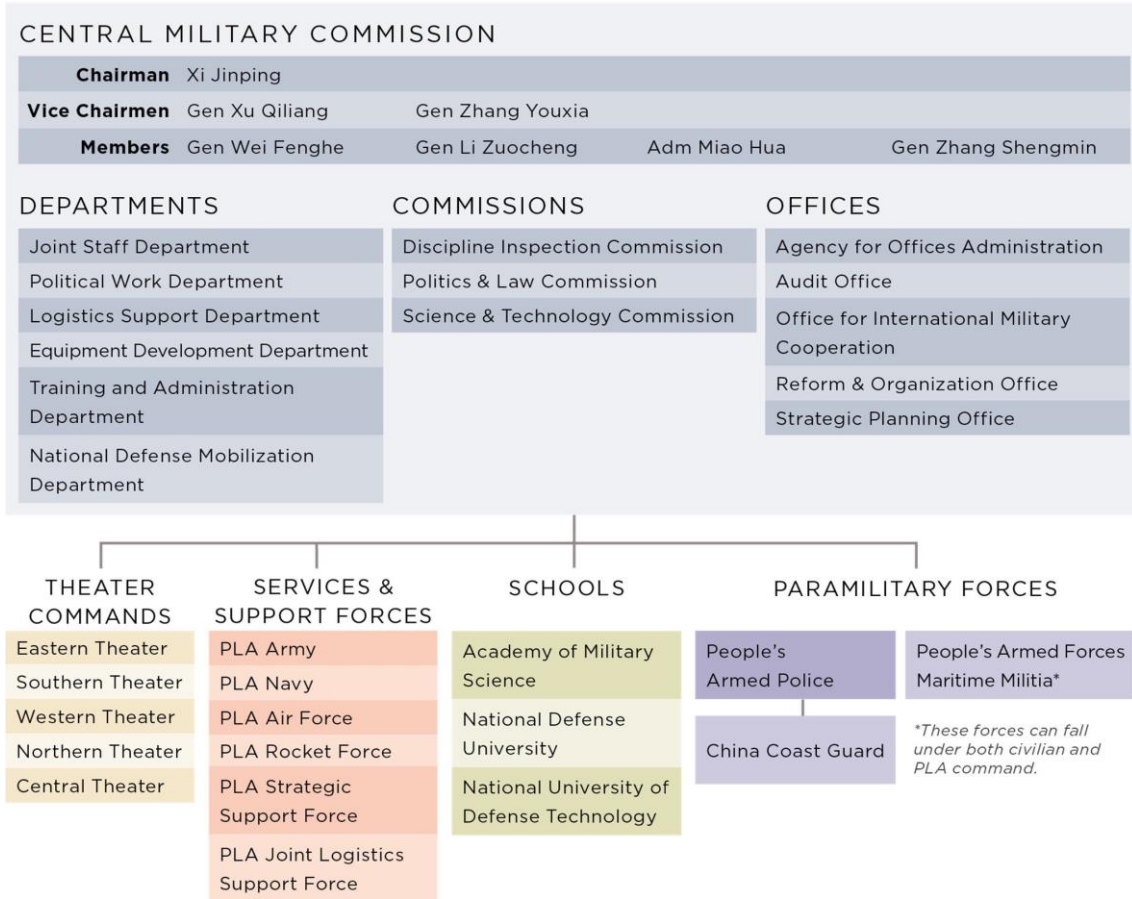 CENTRAL MILITARY COMMISSION
Chairman Xi Jinping
Vice Chairmen Gen Xu Qiliang Gen Zhang Youxia
Members Gen Wei Fenghe Gen Li Zuocheng Adm Miao Hua Gen Zhang Shengmin
DEPARTMENTS
Joint Staff Department
Political Work Department
Logistics Support Department
Equipment Development Department
Training and Administration
Department
National Defense Mobilization
Department
COMMISSIONS
Discipline Inspection Commission
Politics & Law Commission
Science & Technology Commission
OFFICES
Agency for Offices Administration
Audit Office
Office for International Military
Cooperation
Reform & Organization Office
Strategic Planning Office
THEATER
COMMANDS
Eastern Theater
Southern Theater
Western Theater
Northern Theater
Central Theater
SERVICES &
SUPPORT FORCES
PLA Army
PLA Navy
PLA Air Force
PLA Rocket Force
PLA Strategic
Support Force
PLA Joint Logistics
Support Force
SCHOOLS
Academy of Military
Science
National Defense
University
National University of
Defense Technology
PARAMILITARY FORCES
People's
Armed Police
China Coast Guard
People's Armed Forces
Maritime Militia*
*These forces can fall
under both civilian and
PLA command.